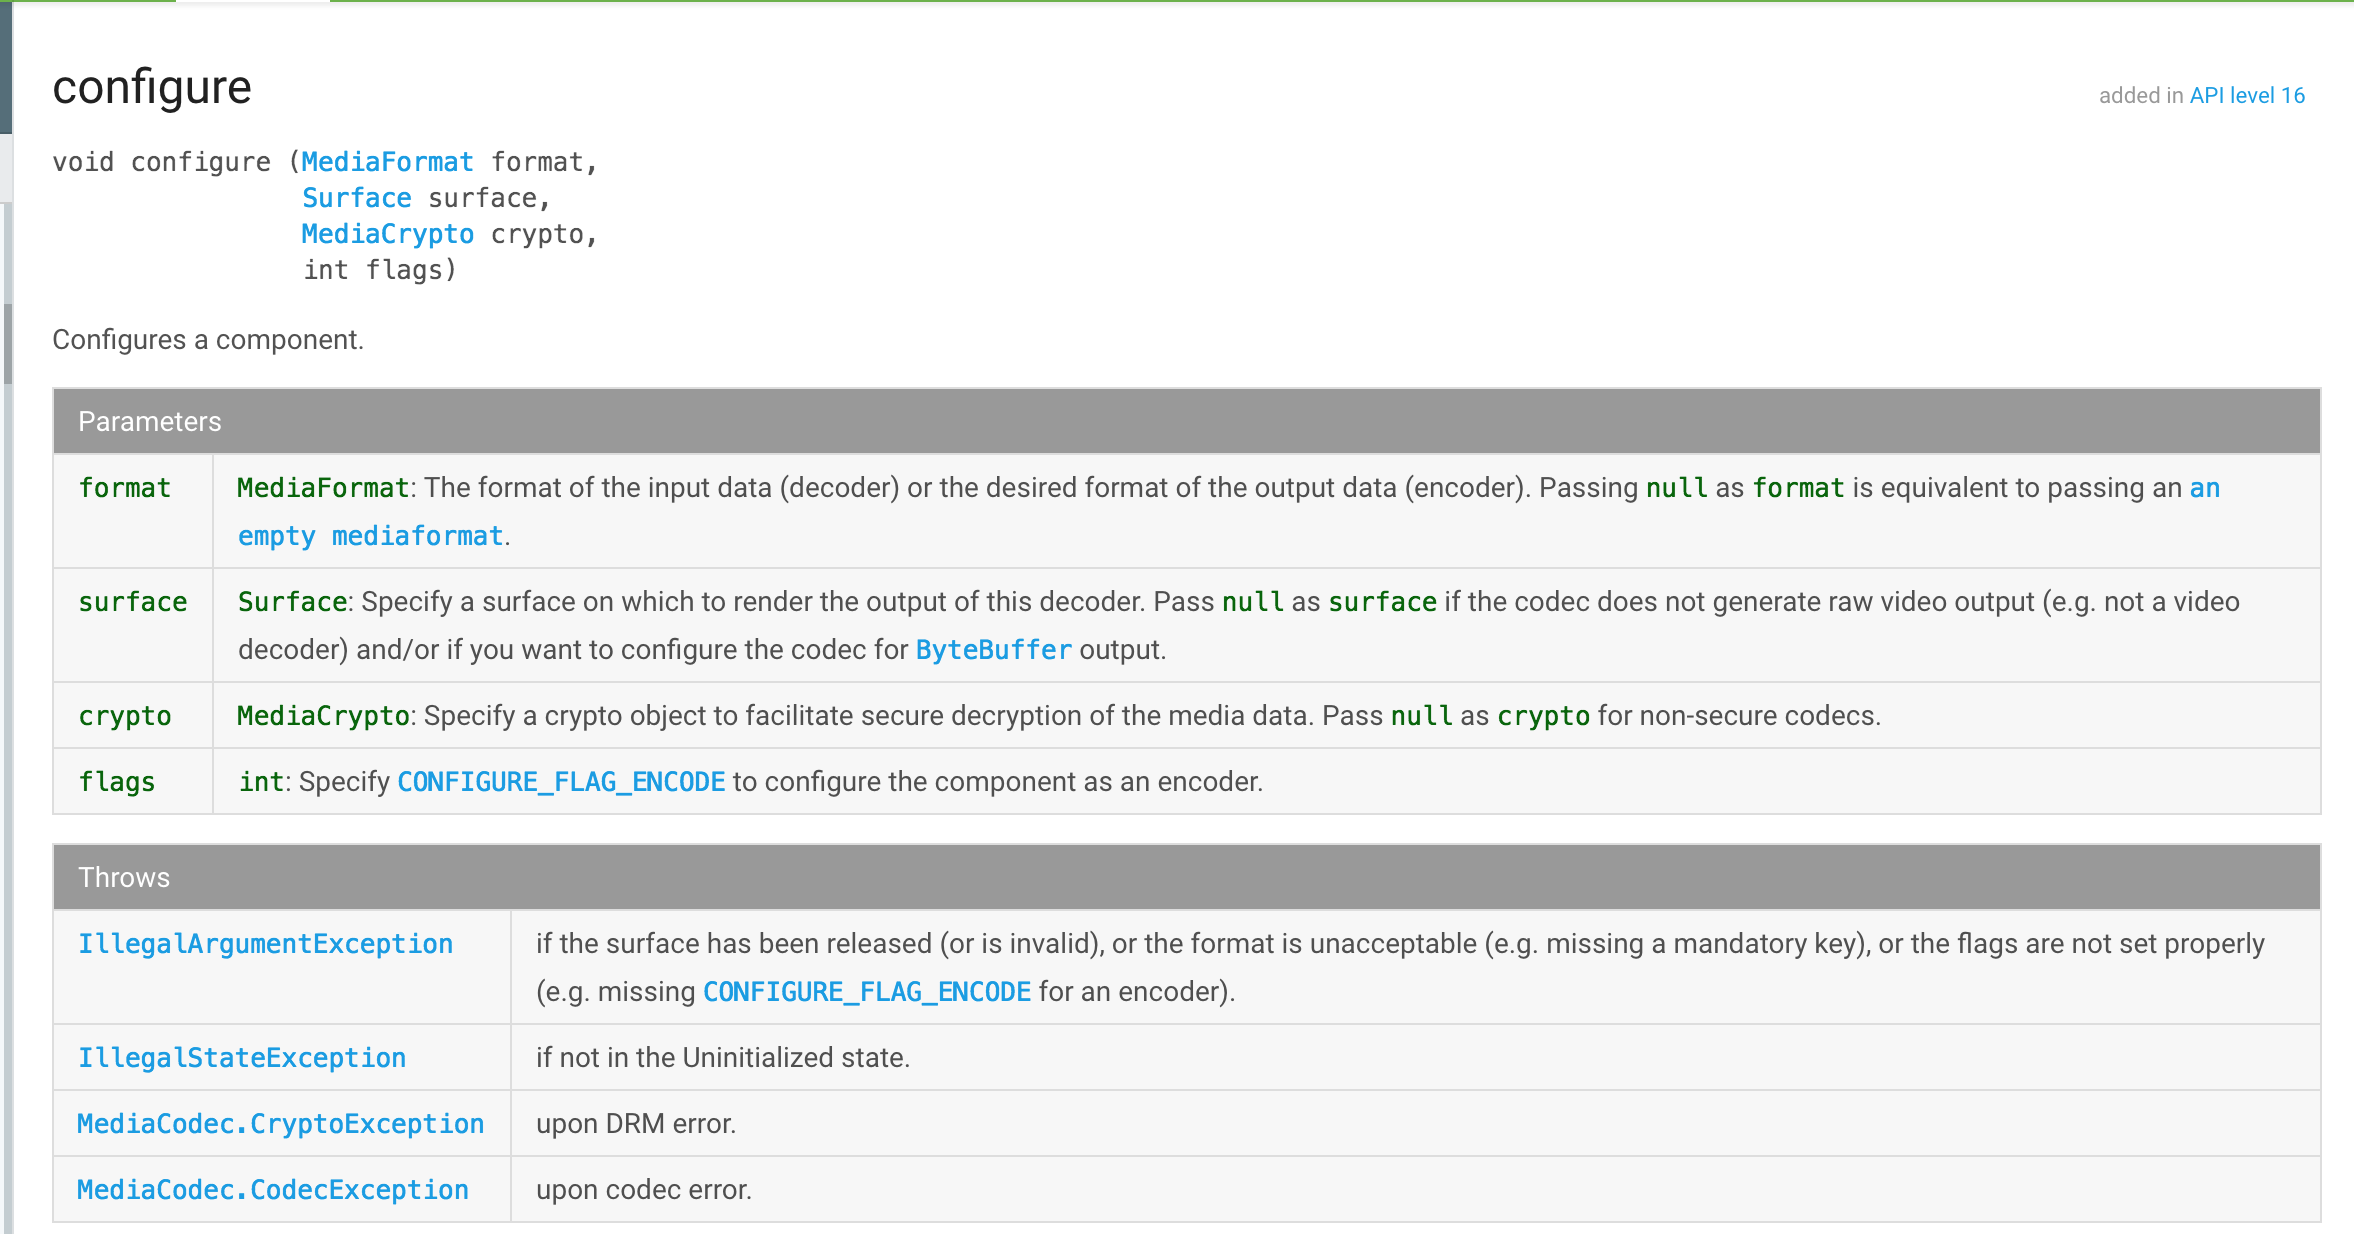 configure
added in API level 16
void configure (MediaFormat format,
Surface surface,
MediaCrypto crypto,
int flags)
Configures a component.
Parameters
format
MediaFormat: The format of the input data (decoder) or the desired format of the output data (encoder). Passing null as format is equivalent to passing an an
empty mediaformat.
surface
Surface: Specify a surface on which to render the output of this decoder. Pass null as surface if the codec does not generate raw video output (e.g. not a video
decoder) and/or if you want to configure the codec for ByteBuffer output.
crypto
MediaCrypto: Specify a crypto object to facilitate secure decryption of the media data. Pass null as crypto for non-secure codecs.
flags
int: Specify CONFIGURE_FLAG_ENCODE to configure the component as an encoder.
Throws
IllegalArgumentException
if the surface has been released (or is invalid), or the format is unacceptable (e.g. missing a mandatory key), or the flags are not set properly
(e.g. missing CONFIGURE_FLAG_ENCODE for an encoder).
IllegalStateException
if not in the Uninitialized state.
MediaCodec.CryptoException
upon DRM error.
MediaCodec.CodecException
upon codec error.